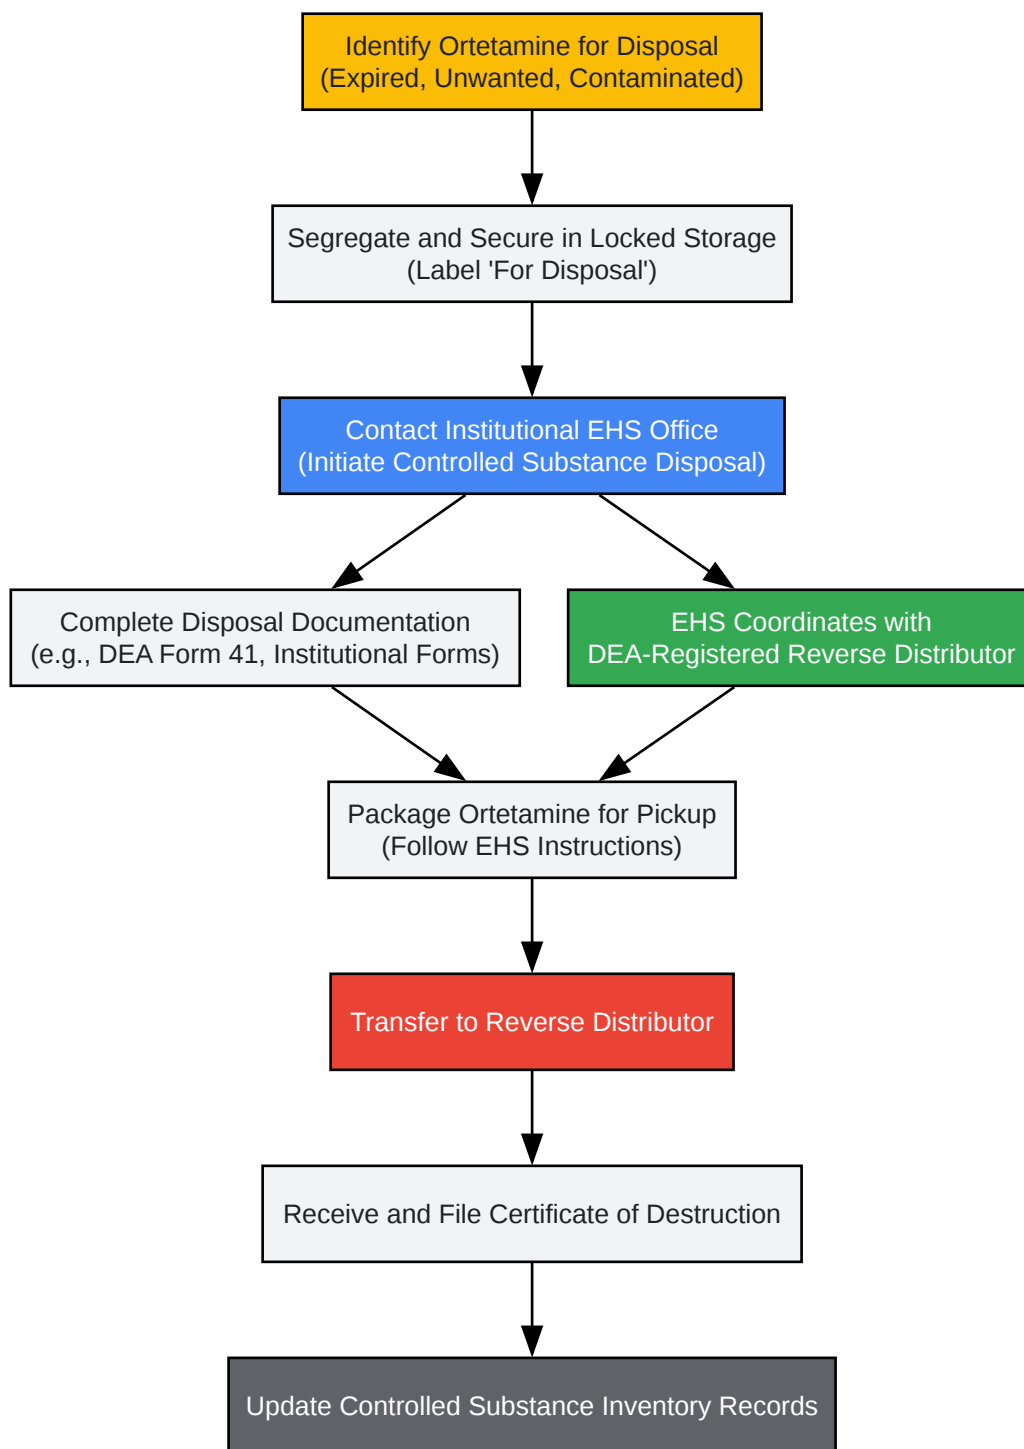 Identify Ortetamine for Disposal
(Expired, Unwanted, Contaminated)
Segregate and Secure in Locked Storage
(Label 'For Disposal')
Contact Institutional EHS Office
(Initiate Controlled Substance Disposal)
Complete Disposal Documentation
(e.g., DEA Form 41, Institutional Forms)
EHS Coordinates with
DEA-Registered Reverse Distributor
Package Ortetamine for Pickup
(Follow EHS Instructions)
Transfer to Reverse Distributor
Receive and File Certificate of Destruction
Update Controlled Substance Inventory Records